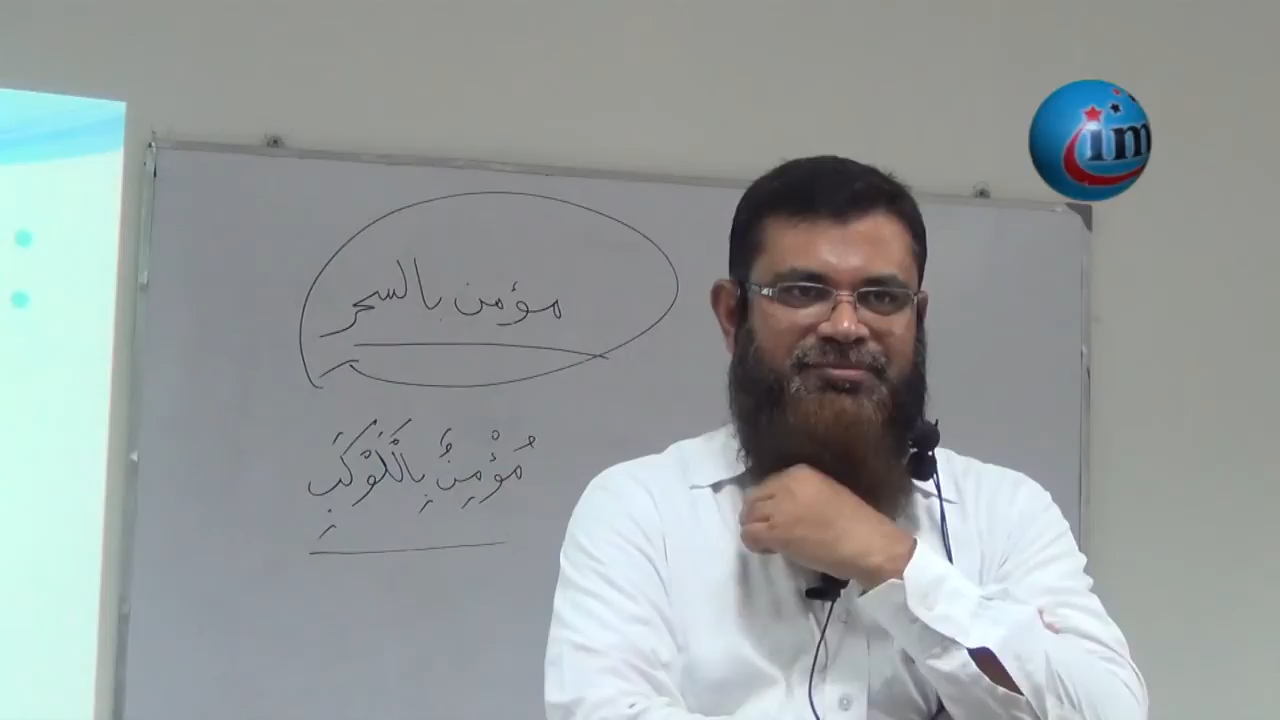 مؤمن بالسحر
مُؤْمِنٌ بِالْكَوْكَبِ
im